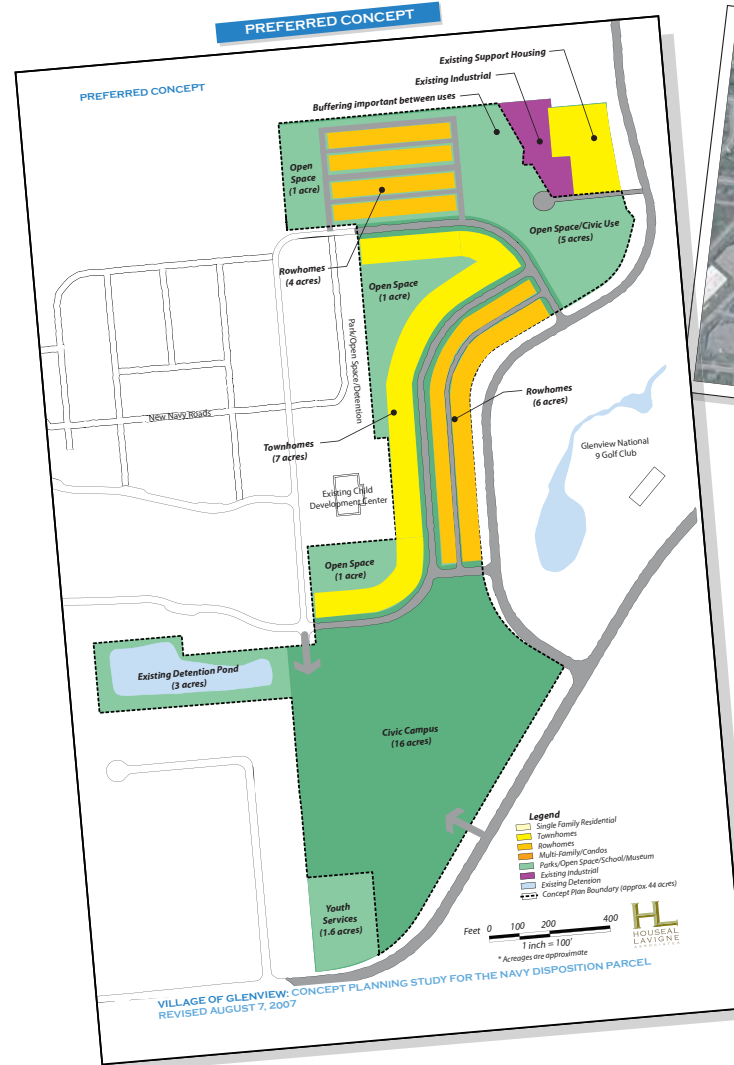 PREFERRED CONCEPT
PREFERRED CONCEPT
Existing Support Housing
Existing Industrial
Buffering important between uses
Open
Space
(1 acre)
Open Space/Civic Use
(5 acres)
Rowhomes
(4 acres)
Open Space
(1 acre)
Park/Open Space/Detention
Rowhomes
(6 acres)
New Navy Roads
Townhomes
(7 acres)
Glenview National
9 Golf Club
Existing Child
Development Center
Open Space
(1 acre)
Existing Detention Pond
(3 acres)
Civic Campus
(16 acres)
Legend
Single Family Residential
Townhomes
Rowhomes
Multi-Family/Condos
Parks/Open Space/School/Museum
Existing Industrial
Existing Detention
Concept Plan Boundary (approx. 44 acres)
Youth
Services
(1.6 acres)
Feet 0 100 200 400
1 inch = 100'
* Acreages are approximate
HL
HOUSEAL
LAVIGNE
ASSOCIATES
VILLAGE OF GLENVIEW: CONCEPT PLANNING STUDY FOR THE NAVY DISPOSITION PARCEL
REVISED AUGUST 7, 2007